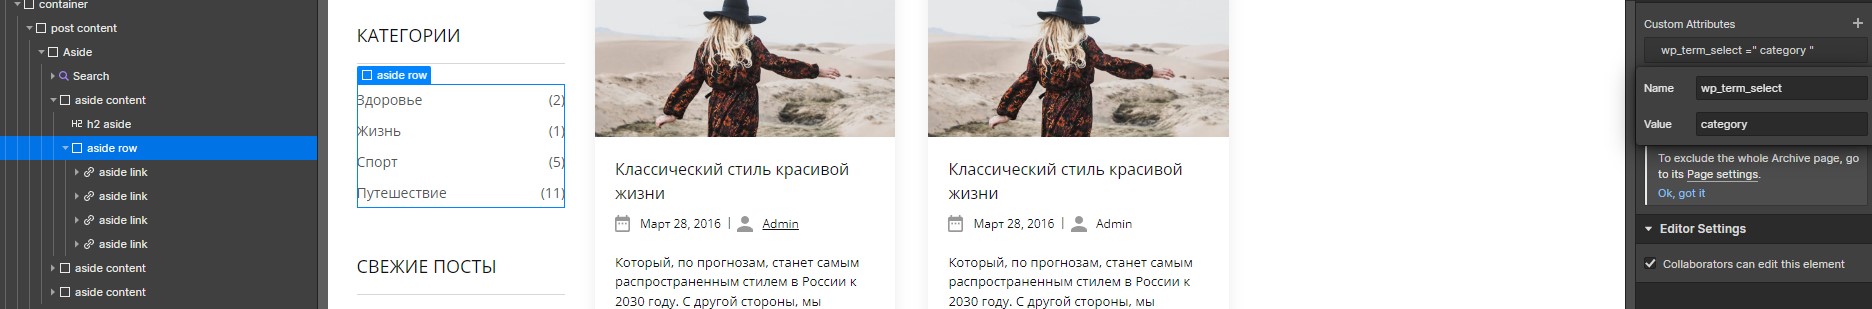 container
post content
Aside
Search
aside content
H2 h2 aside
aside row
aside link
aside link
aside link
aside link
aside content
aside content
КАТЕГОРИИ
aside row
Здоровье (2)
Жизнь (1)
Спорт (5)
Путешествие (11)
СВЕЖИЕ ПОСТЫ
Классический стиль красивой
жизни
Март 28, 2016 | Admin
Который, по прогнозам, станет самым
распространенным стилем в России к
2030 году. С другой стороны, мы
Классический стиль красивой
жизни
Март 28, 2016 | Admin
Который, по прогнозам, станет самым
распространенным стилем в России к
2030 году. С другой стороны, мы
Custom Attributes +
wp_term_select =" category "
Name wp_term_select
Value category
To exclude the whole Archive page, go
to its Page settings.
Ok, got it
Editor Settings
Collaborators can edit this element